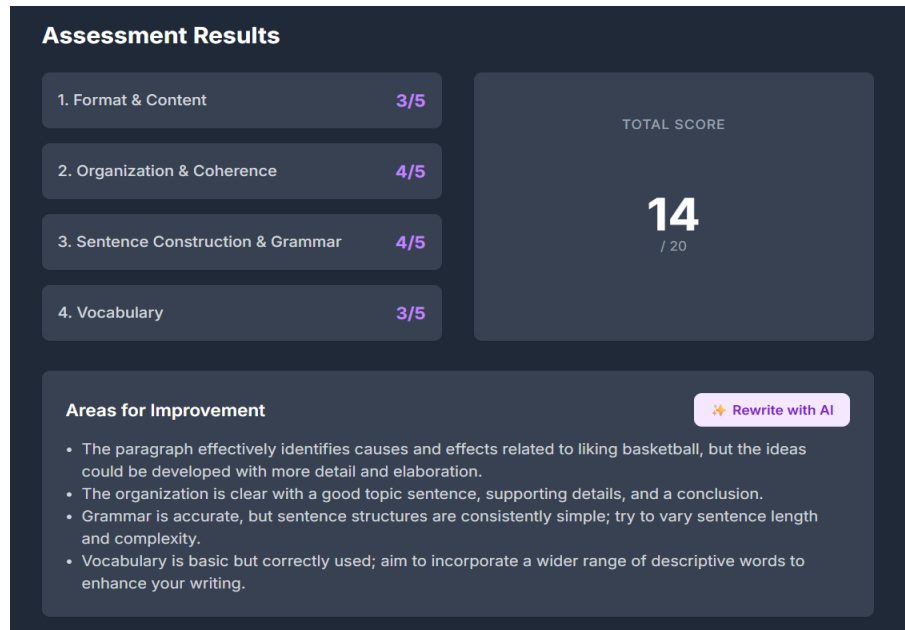 Assessment Results
1. Format & Content 3/5
2. Organization & Coherence 4/5
3. Sentence Construction & Grammar 4/5
4. Vocabulary 3/5
TOTAL SCORE
14
/ 20
Areas for Improvement
✨ Rewrite with AI
• The paragraph effectively identifies causes and effects related to liking basketball, but the ideas
could be developed with more detail and elaboration.
• The organization is clear with a good topic sentence, supporting details, and a conclusion.
• Grammar is accurate, but sentence structures are consistently simple; try to vary sentence length
and complexity.
• Vocabulary is basic but correctly used; aim to incorporate a wider range of descriptive words to
enhance your writing.